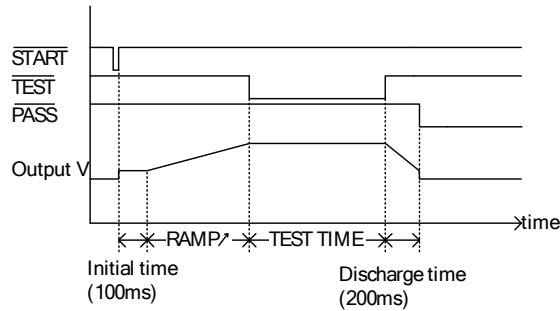 START
TEST
PASS
Output V
time
RAMP↗
TEST TIME
Initial time
(100ms)
Discharge time
(200ms)